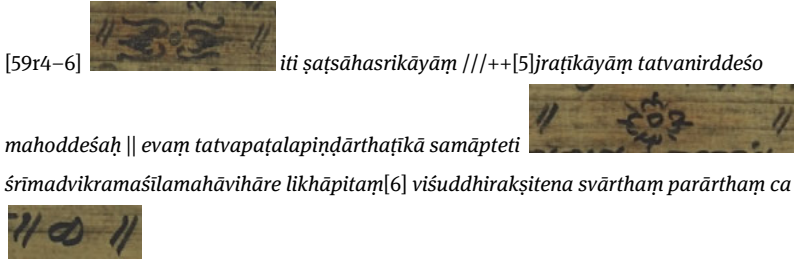 [59r4–6] iti ṣaṭsāhasrikāyāṃ ///++[5]jraṭīkāyāṃ tatvanirddeśo
mahoddeśaḥ || evaṃ tatvapaṭalapiṇḍārthaṭīkā samāpteti
śrīmadvikramaśīlamahāvihāre likhāpitaṃ[6] viśuddhirakṣitena svārthaṃ parārthaṃ ca